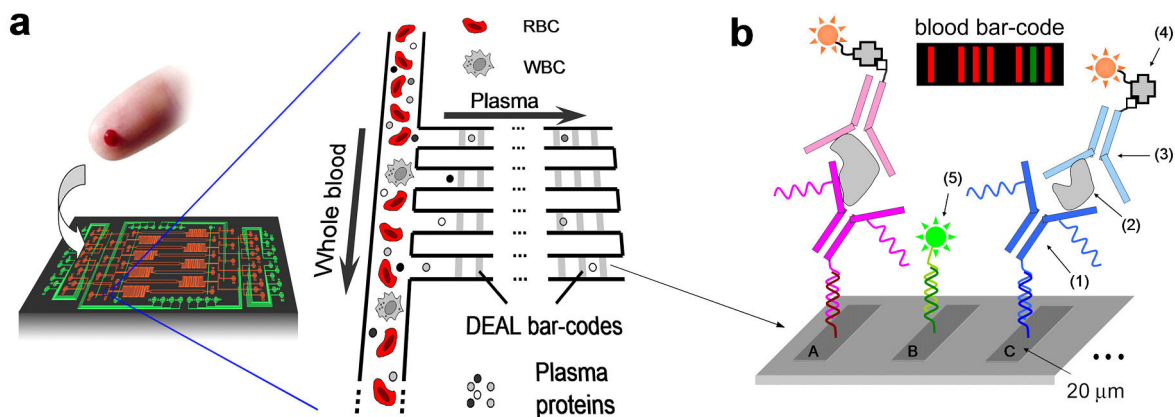 a
RBC
WBC
Plasma
Whole blood
DEAL bar-codes
Plasma
proteins
b
blood bar-code
(4)
(3)
(5)
(2)
(1)
A
B
C
20 μm